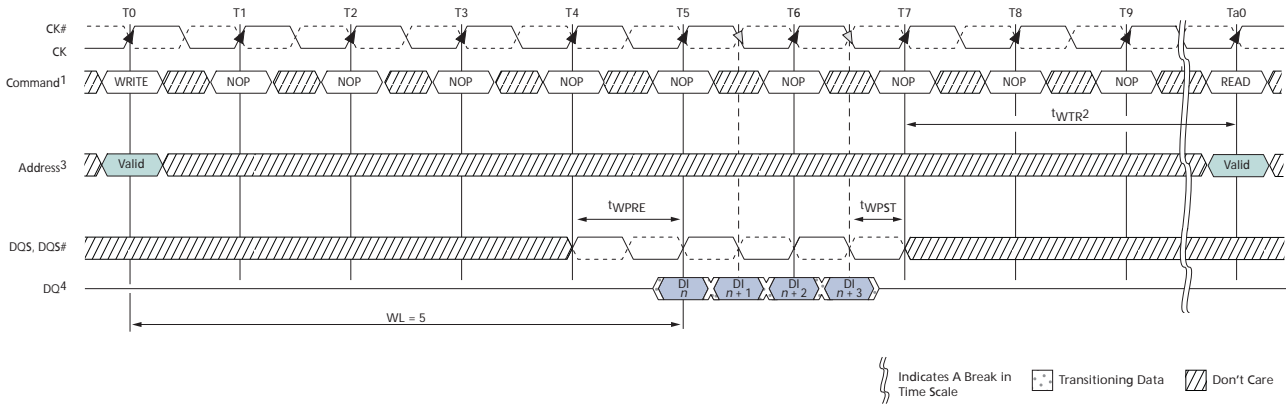 T0 T1 T2 T3 T4 T5 T6 T7 T8 T9 Ta0
CK#
CK
Command1 WRITE NOP NOP NOP NOP NOP NOP NOP NOP NOP READ
tWTR2
Address3 Valid Valid
tWPRE tWPST
DQS, DQS#
DQ4 DI n DI n + 1 DI n + 2 DI n + 3
WL = 5
Indicates A Break in
Time Scale
Transitioning Data
Don't Care